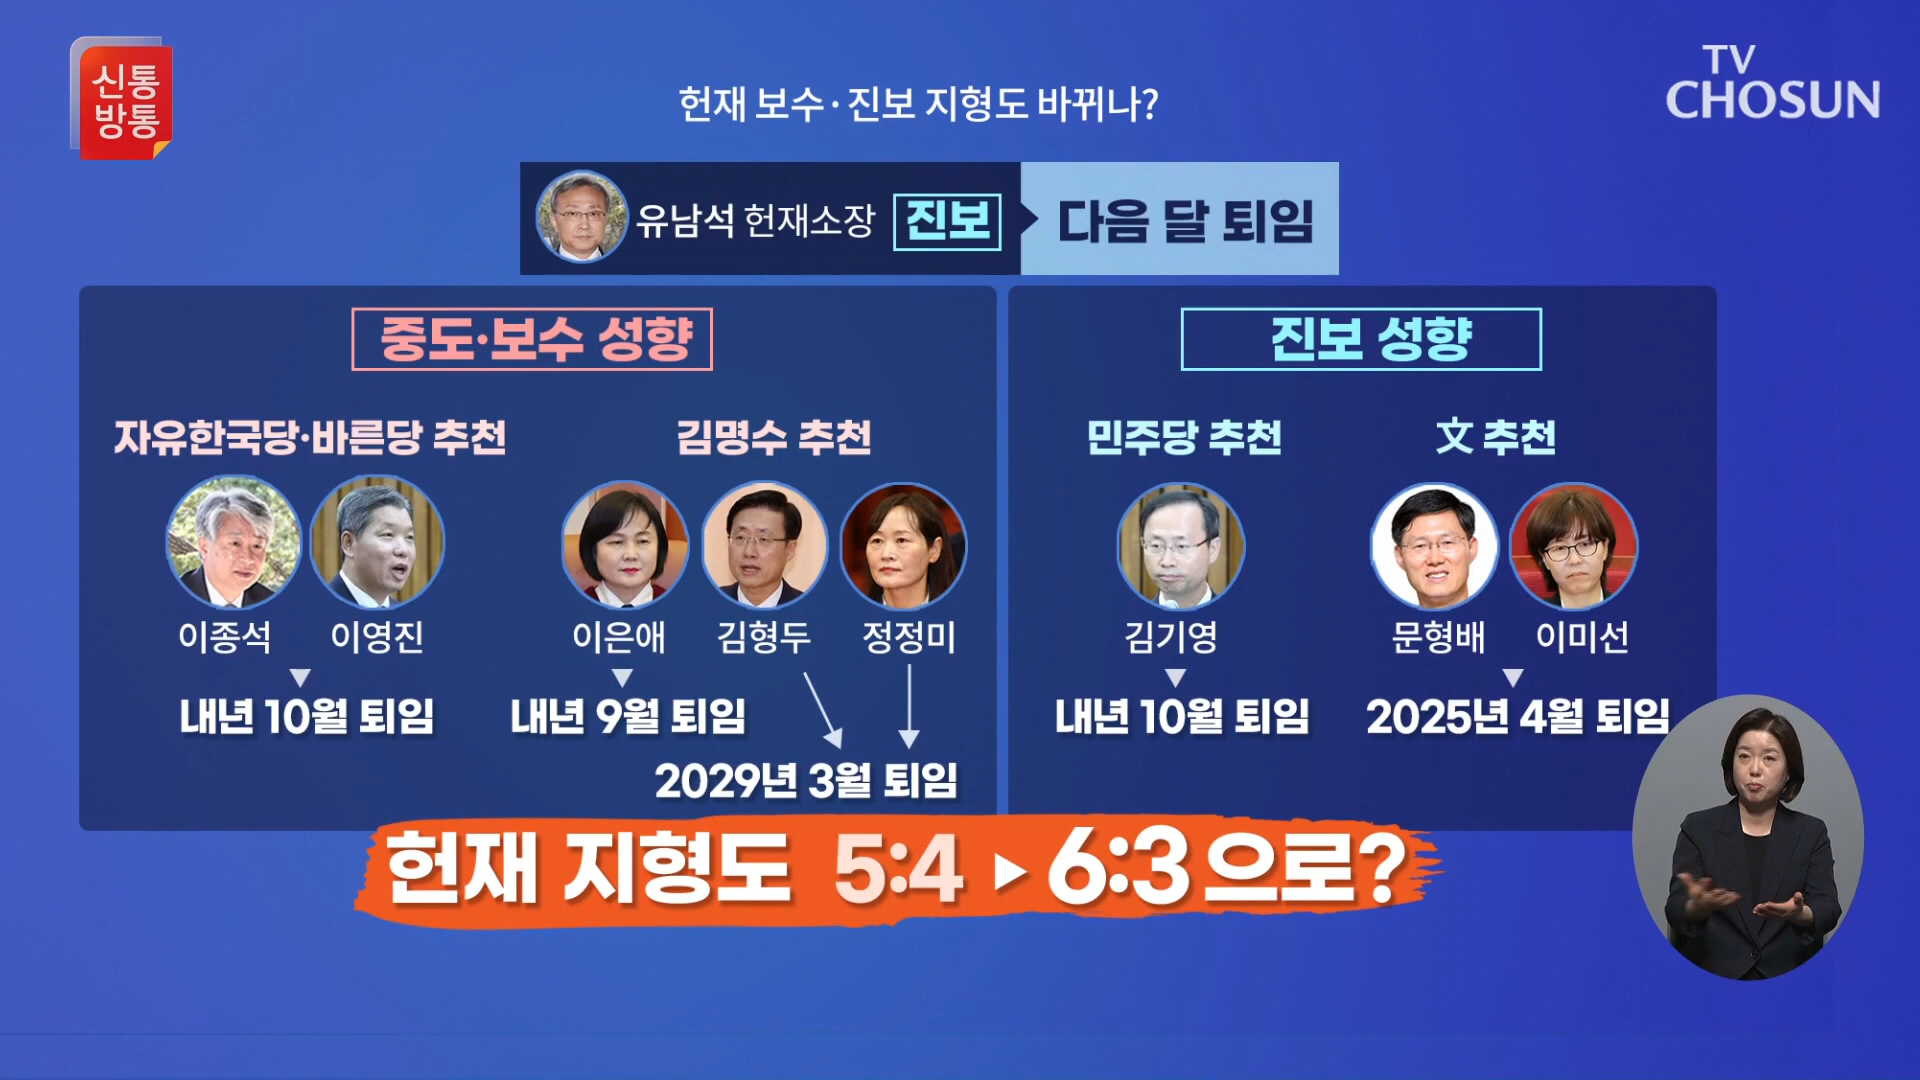 신통
방통
TV
CHOSUN
헌재 보수·진보 지형도 바뀌나?
유남석 헌재소장 진보 다음 달 퇴임
중도·보수 성향
자유한국당·바른당 추천
김명수 추천
이종석
이영진
이은애
김형두
정정미
내년 10월 퇴임
내년 9월 퇴임
2029년 3월 퇴임
진보 성향
민주당 추천
文 추천
김기영
문형배
이미선
내년 10월 퇴임
2025년 4월 퇴임
헌재 지형도 5:4 ▶ 6:3으로?